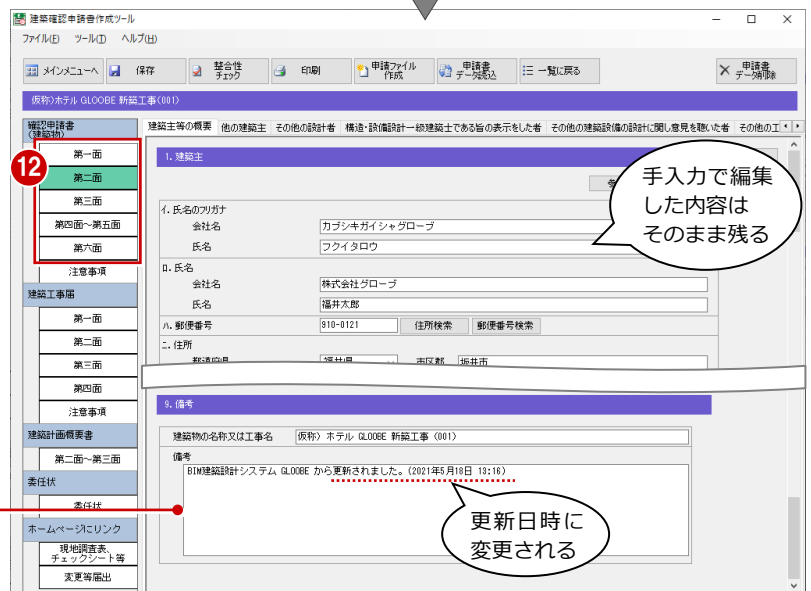 建築確認申請書作成ツール
ファイル(F) ツール(T) ヘルプ(H)
メインメニューへ 保存 整合性チェック 印刷 申請ファイル作成 申請書データ読込 一覧に戻る 申請書データ削除
仮称)ホテル GLOOBE 新築工事(001)
確認申請書
(建築物)
建築主等の概要 他の建築主 その他の設計者 構造・設備設計一級建築士である旨の表示をした者 その他の建築設備の設計に関し意見を聴いた者 その他の工
12
第一面
第二面
第三面
第四面～第五面
第六面
注意事項
建築工事届
第一面
第二面
第三面
第四面
注意事項
建築計画概要書
第二面～第三面
委任状
委任状
ホームページにリンク
現地調査表、
チェックシート等
変更等届出
1. 建築主
手入力で編集
した内容は
そのまま残る
イ. 氏名のフリガナ
会社名 カブシキガイシャグローブ
氏名 フクイタロウ
ロ. 氏名
会社名 株式会社グローブ
氏名 福井太郎
ハ. 郵便番号 910-0121 住所検索 郵便番号検索
ニ. 住所
都道府県 福井県 市区郡 坂井市
9. 備考
建築物の名称又は工事名 仮称) ホテル GLOOBE 新築工事 (001)
備考
BIM建築設計システム GLOOBE から更新されました。(2021年5月18日 13:16)
更新日時に
変更される